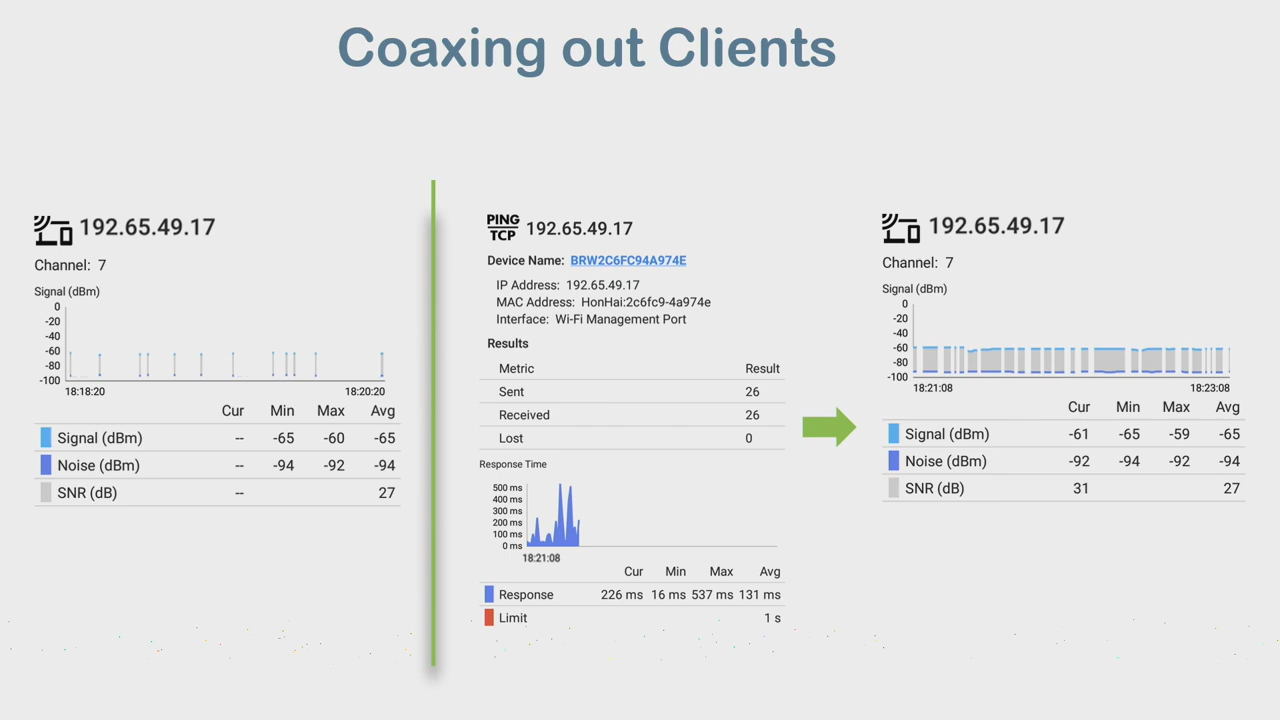 Coaxing out Clients
192.65.49.17
Channel: 7
Signal (dBm)
0
-20
-40
-60
-80
-100
18:18:20 18:20:20
Cur Min Max Avg
Signal (dBm) -- -65 -60 -65
Noise (dBm) -- -94 -92 -94
SNR (dB) -- 27
PING
TCP
192.65.49.17
Device Name: BRW2C6FC94A974E
IP Address: 192.65.49.17
MAC Address: HonHai:2c6fc9-4a974e
Interface: Wi-Fi Management Port
Results
Metric Result
Sent 26
Received 26
Lost 0
Response Time
500 ms
400 ms
300 ms
200 ms
100 ms
0 ms
18:21:08
Cur Min Max Avg
Response 226 ms 16 ms 537 ms 131 ms
Limit 1 s
192.65.49.17
Channel: 7
Signal (dBm)
0
-20
-40
-60
-80
-100
18:21:08 18:23:08
Cur Min Max Avg
Signal (dBm) -61 -65 -59 -65
Noise (dBm) -92 -94 -92 -94
SNR (dB) 31 27